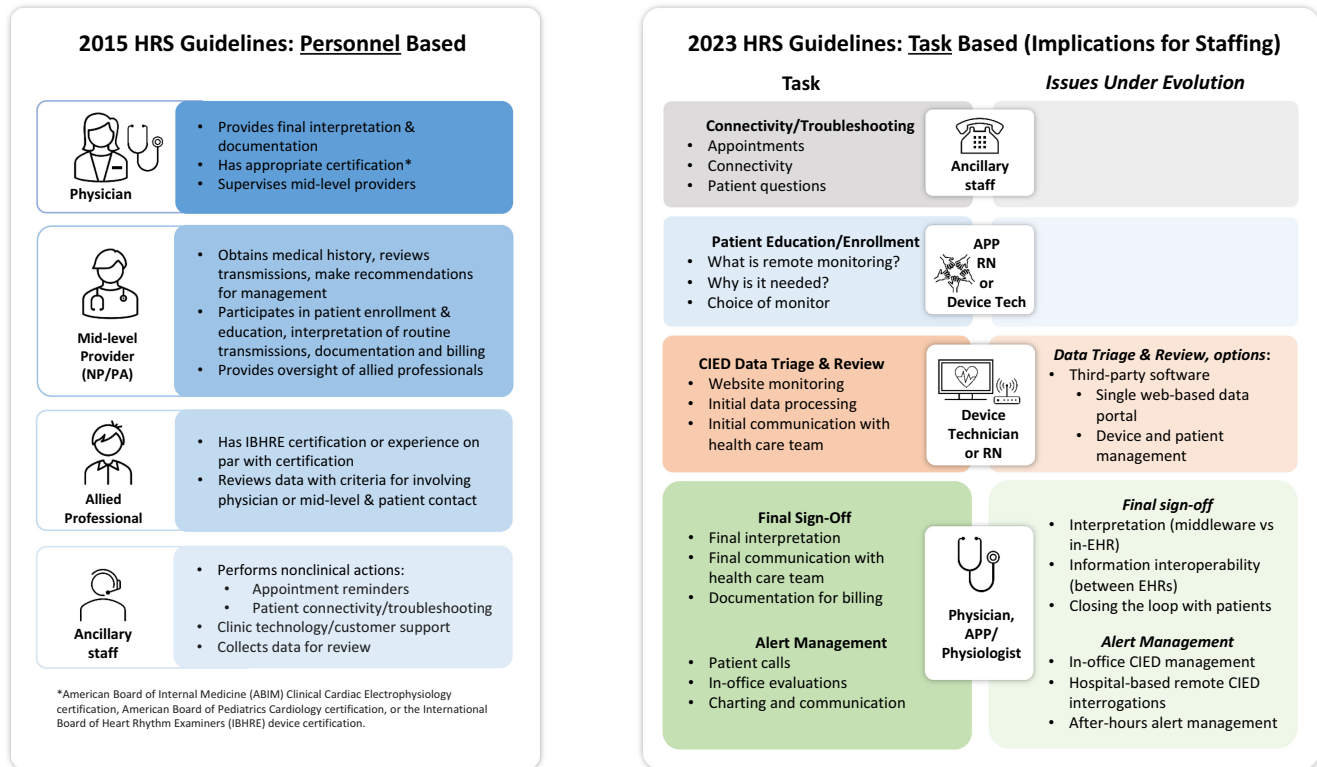 2015 HRS Guidelines: Personnel Based
Physician
• Provides final interpretation &
documentation
• Has appropriate certification*
• Supervises mid-level providers
Mid-level
Provider
(NP/PA)
• Obtains medical history, reviews
transmissions, make recommendations
for management
• Participates in patient enrollment &
education, interpretation of routine
transmissions, documentation and billing
• Provides oversight of allied professionals
Allied
Professional
• Has IBHRE certification or experience on
par with certification
• Reviews data with criteria for involving
physician or mid-level & patient contact
Ancillary
staff
• Performs nonclinical actions:
• Appointment reminders
• Patient connectivity/troubleshooting
• Clinic technology/customer support
• Collects data for review
*American Board of Internal Medicine (ABIM) Clinical Cardiac Electrophysiology
certification, American Board of Pediatrics Cardiology certification, or the International
Board of Heart Rhythm Examiners (IBHRE) device certification.
2023 HRS Guidelines: Task Based (Implications for Staffing)
Task
Issues Under Evolution
Connectivity/Troubleshooting
• Appointments
• Connectivity
• Patient questions
Ancillary
staff
Patient Education/Enrollment
• What is remote monitoring?
• Why is it needed?
• Choice of monitor
APP
RN
or
Device Tech
CIED Data Triage & Review
• Website monitoring
• Initial data processing
• Initial communication with
health care team
Device
Technician
or RN
Data Triage & Review, options:
• Third-party software
• Single web-based data
portal
• Device and patient
management
Final Sign-Off
• Final interpretation
• Final communication with
health care team
• Documentation for billing
Alert Management
• Patient calls
• In-office evaluations
• Charting and communication
Physician,
APP/
Physiologist
Final sign-off
• Interpretation (middleware vs
in-EHR)
• Information interoperability
(between EHRs)
• Closing the loop with patients
Alert Management
• In-office CIED management
• Hospital-based remote CIED
interrogations
• After-hours alert management